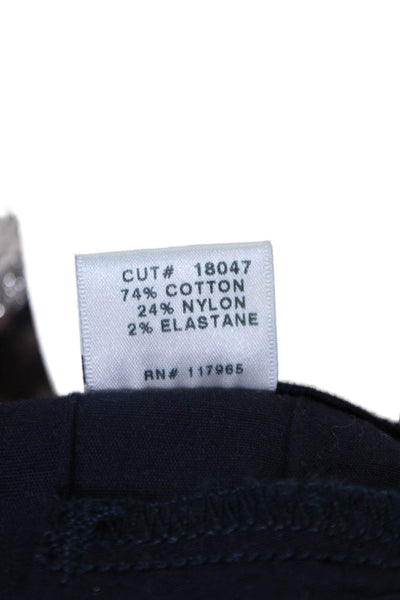 CUT# 18047
74% COTTON
24% NYLON
2% ELASTANE
RN# 117965